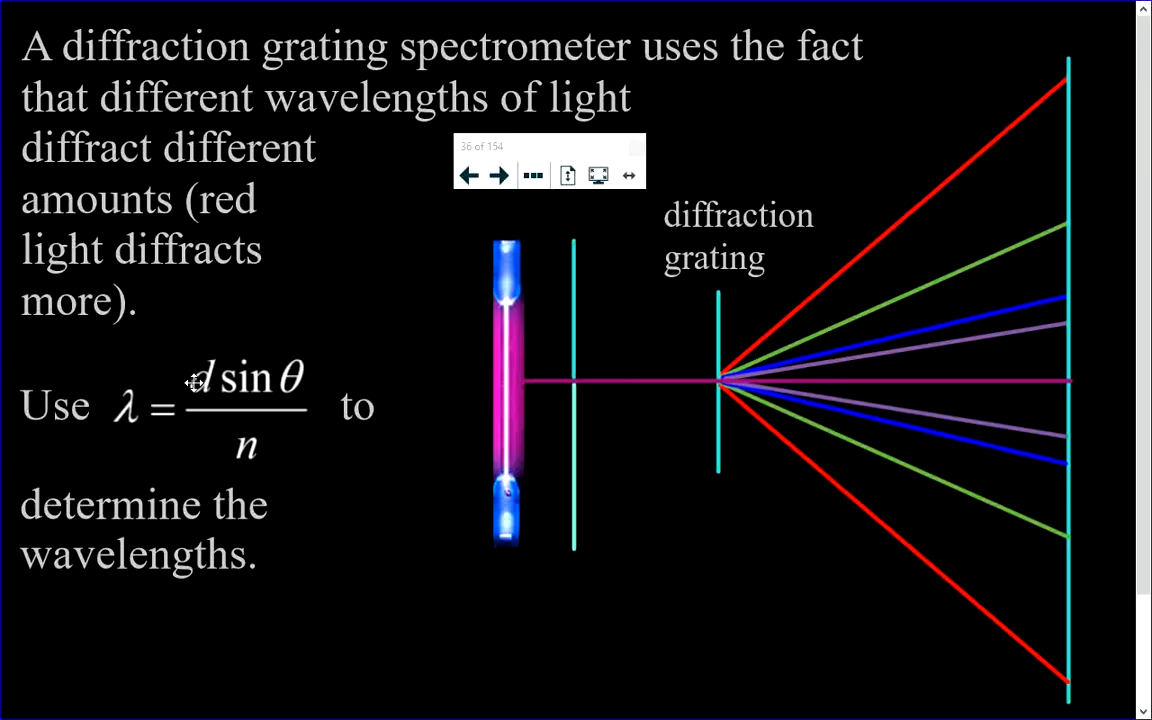 A diffraction grating spectrometer uses the fact
that different wavelengths of light
diffract different
amounts (red
light diffracts
more).
36 of 154
diffraction
grating
Use λ = d sin θ / n to
determine the
wavelengths.